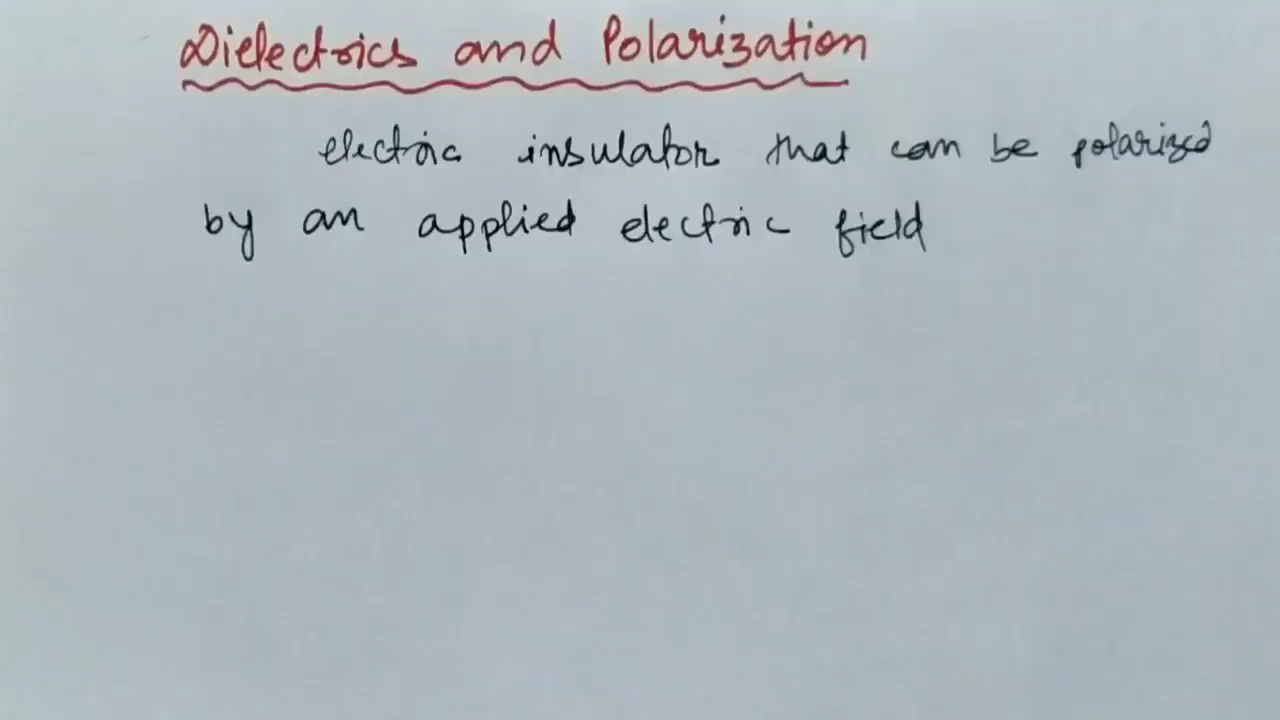 Dielectrics and Polarization
electric insulator that can be polarized
by an applied electric field